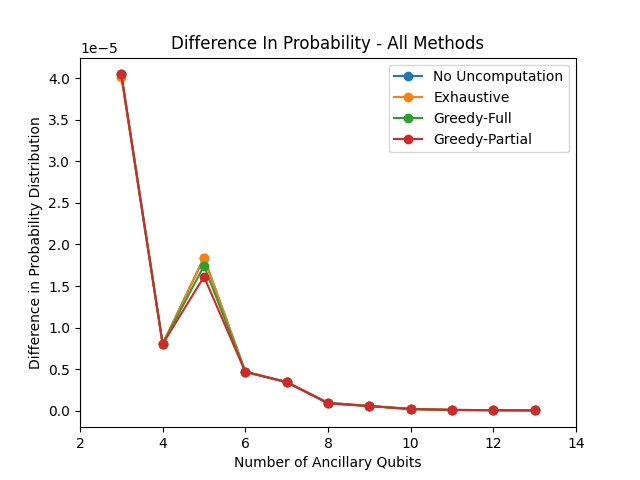 Difference In Probability - All Methods
1e−5
No Uncomputation
Exhaustive
Greedy-Full
Greedy-Partial
Difference in Probability Distribution
4.0
3.5
3.0
2.5
2.0
1.5
1.0
0.5
0.0
2 4 6 8 10 12 14
Number of Ancillary Qubits